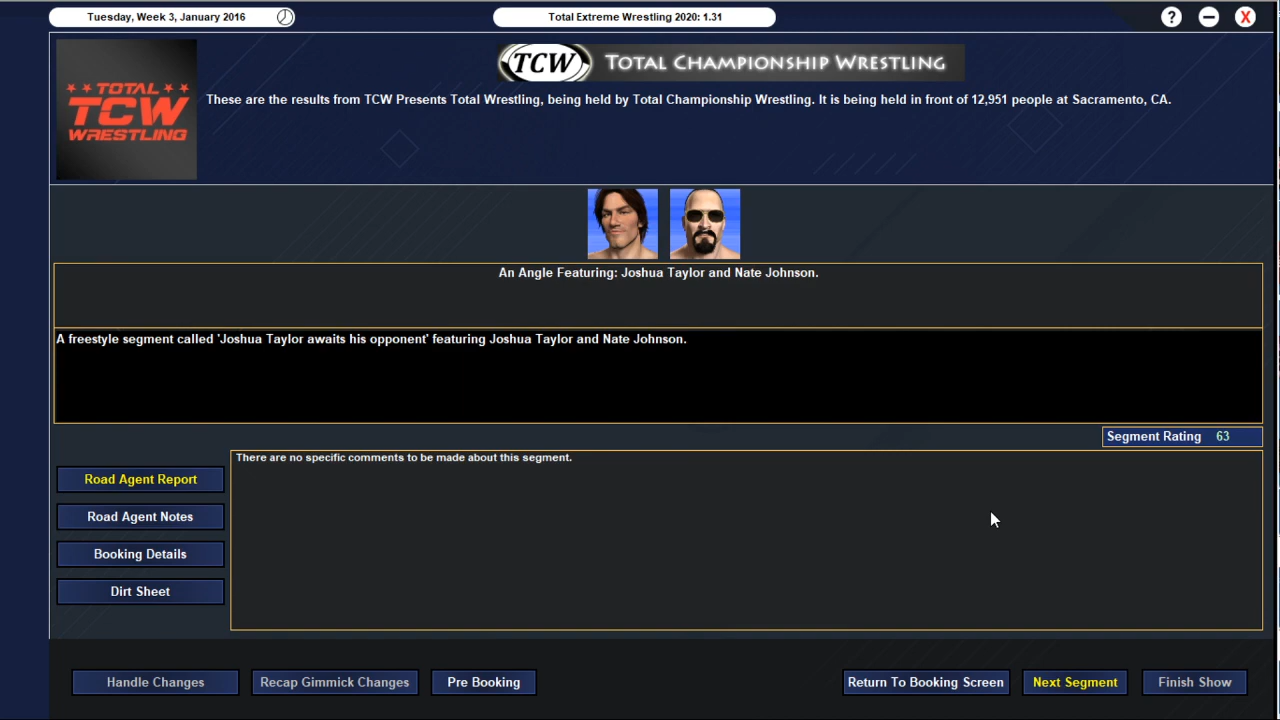 Tuesday, Week 3, January 2016
Total Extreme Wrestling 2020: 1.31
?
X
TCW
TOTAL CHAMPIONSHIP WRESTLING
TOTAL
TCW
WRESTLING
These are the results from TCW Presents Total Wrestling, being held by Total Championship Wrestling. It is being held in front of 12,951 people at Sacramento, CA.
An Angle Featuring: Joshua Taylor and Nate Johnson.
A freestyle segment called 'Joshua Taylor awaits his opponent' featuring Joshua Taylor and Nate Johnson.
Segment Rating 63
There are no specific comments to be made about this segment.
Road Agent Report
Road Agent Notes
Booking Details
Dirt Sheet
Handle Changes
Recap Gimmick Changes
Pre Booking
Return To Booking Screen
Next Segment
Finish Show